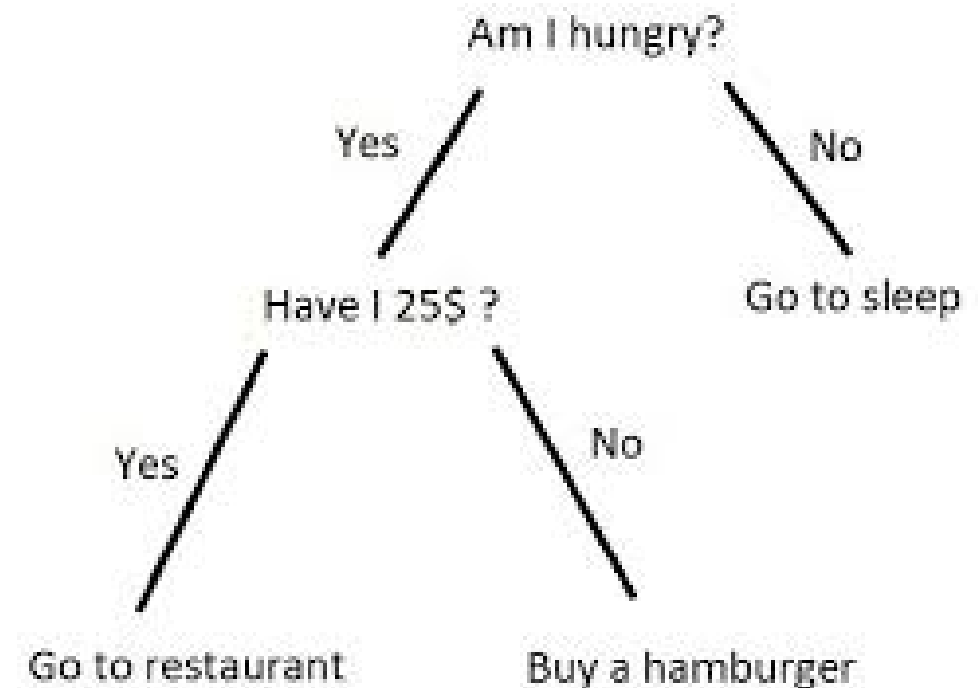 Am I hungry?
Yes
No
Have I 25$ ?
Go to sleep
Yes
No
Go to restaurant
Buy a hamburger